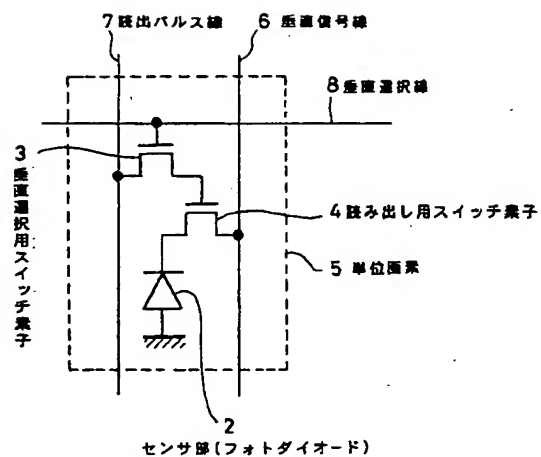 7 読出パルス線
6 垂直信号線
8 垂直選択線
3 垂直選択用スイッチ素子
4 読み出し用スイッチ素子
5 単位画素
2
センサ部(フォトダイオード)